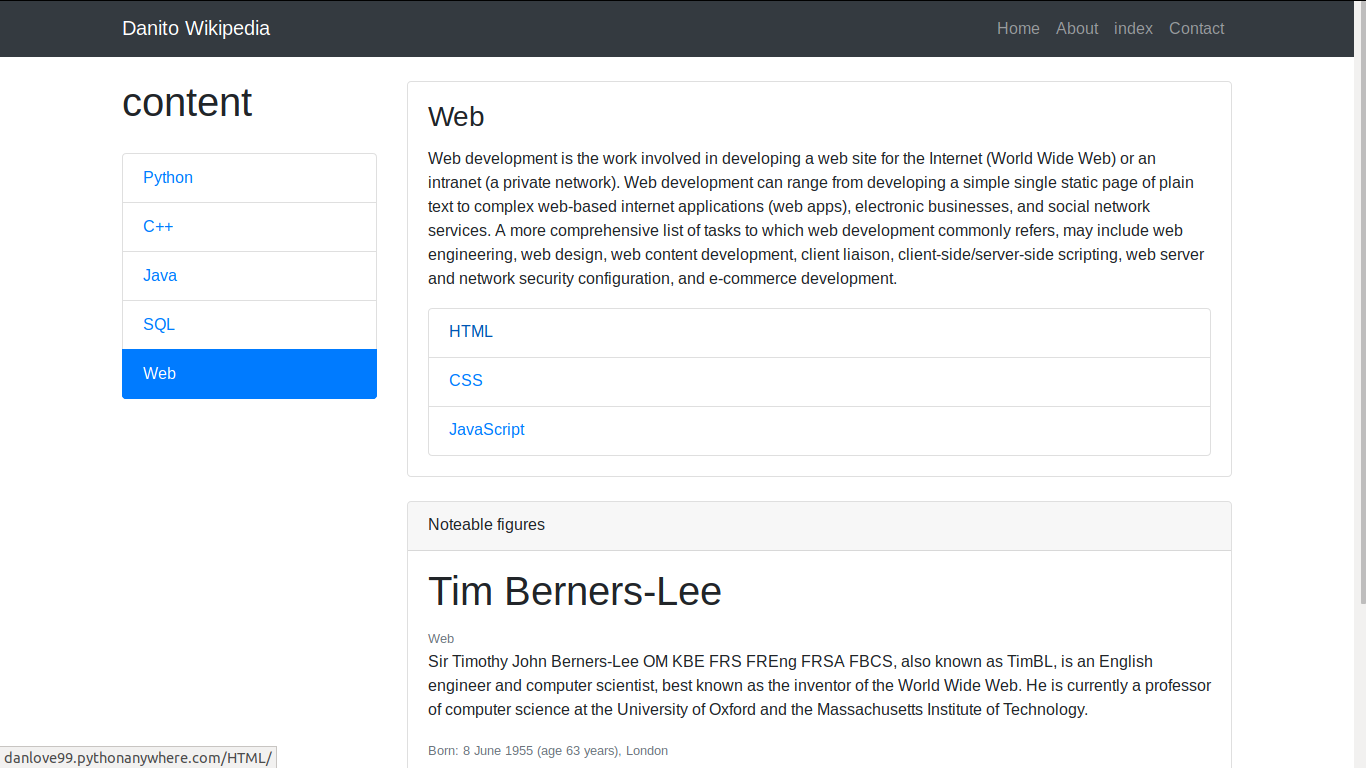 Danito Wikipedia
Home About index Contact
content
Python
C++
Java
SQL
Web
Web
Web development is the work involved in developing a web site for the Internet (World Wide Web) or an
intranet (a private network). Web development can range from developing a simple single static page of plain
text to complex web-based internet applications (web apps), electronic businesses, and social network
services. A more comprehensive list of tasks to which web development commonly refers, may include web
engineering, web design, web content development, client liaison, client-side/server-side scripting, web server
and network security configuration, and e-commerce development.
HTML
CSS
JavaScript
Noteable figures
Tim Berners-Lee
Web
Sir Timothy John Berners-Lee OM KBE FRS FREng FRSA FBCS, also known as TimBL, is an English
engineer and computer scientist, best known as the inventor of the World Wide Web. He is currently a professor
of computer science at the University of Oxford and the Massachusetts Institute of Technology.
Born: 8 June 1955 (age 63 years), London
danlove99.pythonanywhere.com/HTML/